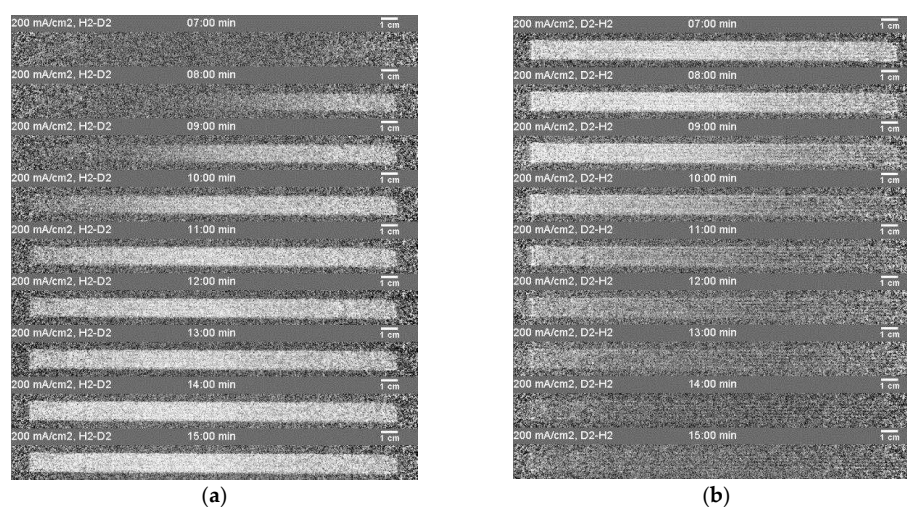 200 mA/cm2, H2-D2 07:00 min 1 cm
200 mA/cm2, H2-D2 08:00 min 1 cm
200 mA/cm2, H2-D2 09:00 min 1 cm
200 mA/cm2, H2-D2 10:00 min 1 cm
200 mA/cm2, H2-D2 11:00 min 1 cm
200 mA/cm2, H2-D2 12:00 min 1 cm
200 mA/cm2, H2-D2 13:00 min 1 cm
200 mA/cm2, H2-D2 14:00 min 1 cm
200 mA/cm2, H2-D2 15:00 min 1 cm
(a)
200 mA/cm2, D2-H2 07:00 min 1 cm
200 mA/cm2, D2-H2 08:00 min 1 cm
200 mA/cm2, D2-H2 09:00 min 1 cm
200 mA/cm2, D2-H2 10:00 min 1 cm
200 mA/cm2, D2-H2 11:00 min 1 cm
200 mA/cm2, D2-H2 12:00 min 1 cm
200 mA/cm2, D2-H2 13:00 min 1 cm
200 mA/cm2, D2-H2 14:00 min 1 cm
200 mA/cm2, D2-H2 15:00 min 1 cm
(b)